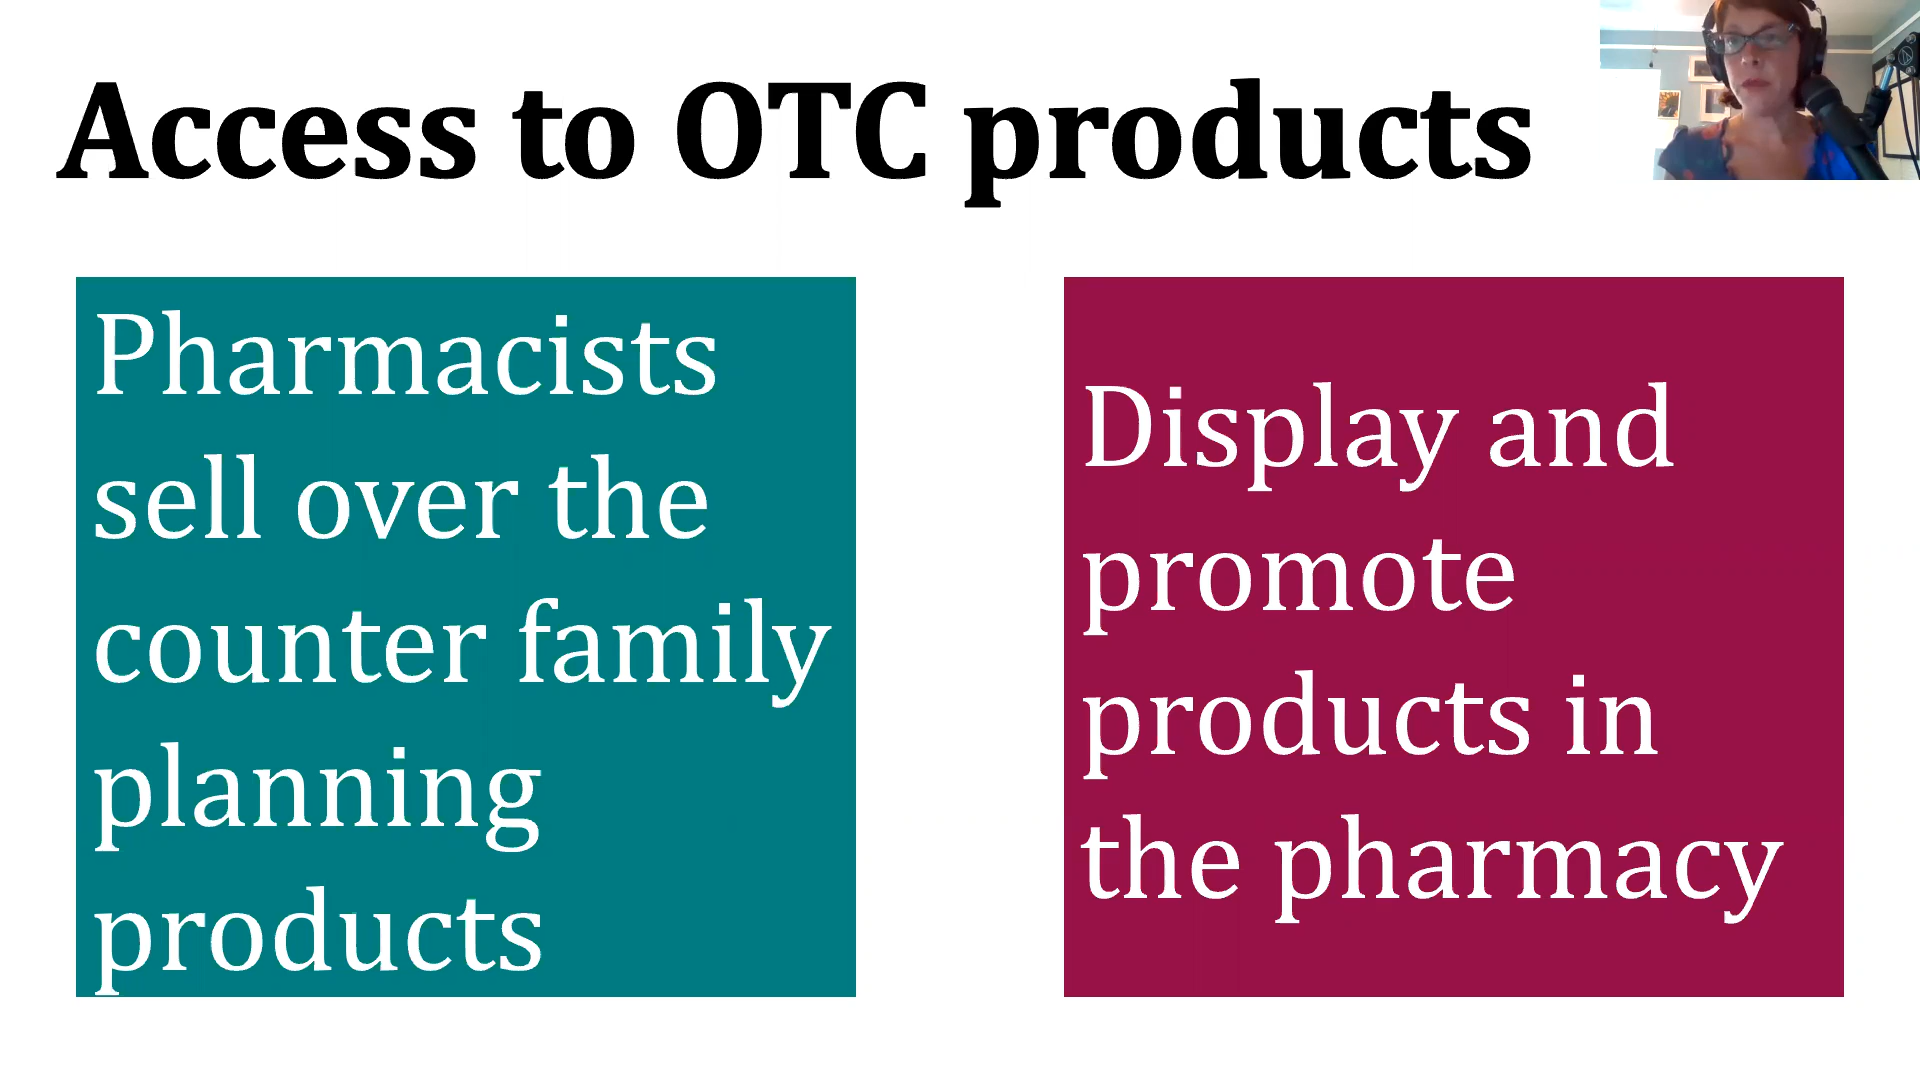 Access to OTC products
Pharmacists
sell over the
counter family
planning
products
Display and
promote
products in
the pharmacy